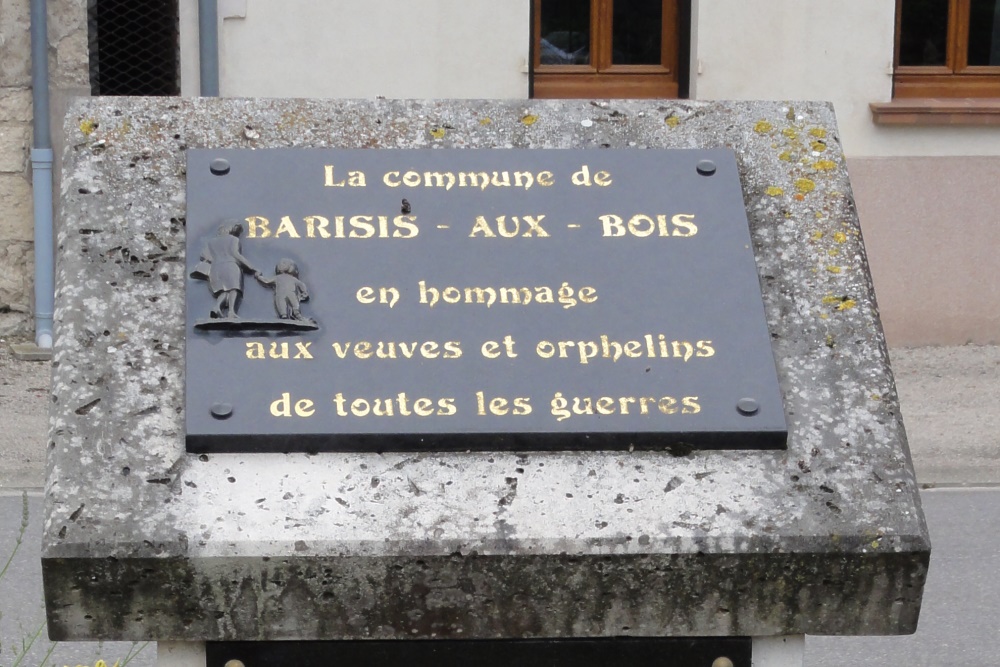 La commune de
BARISIS - AUX - BOIS
en hommage
aux veuves et orphelins
de toutes les guerres